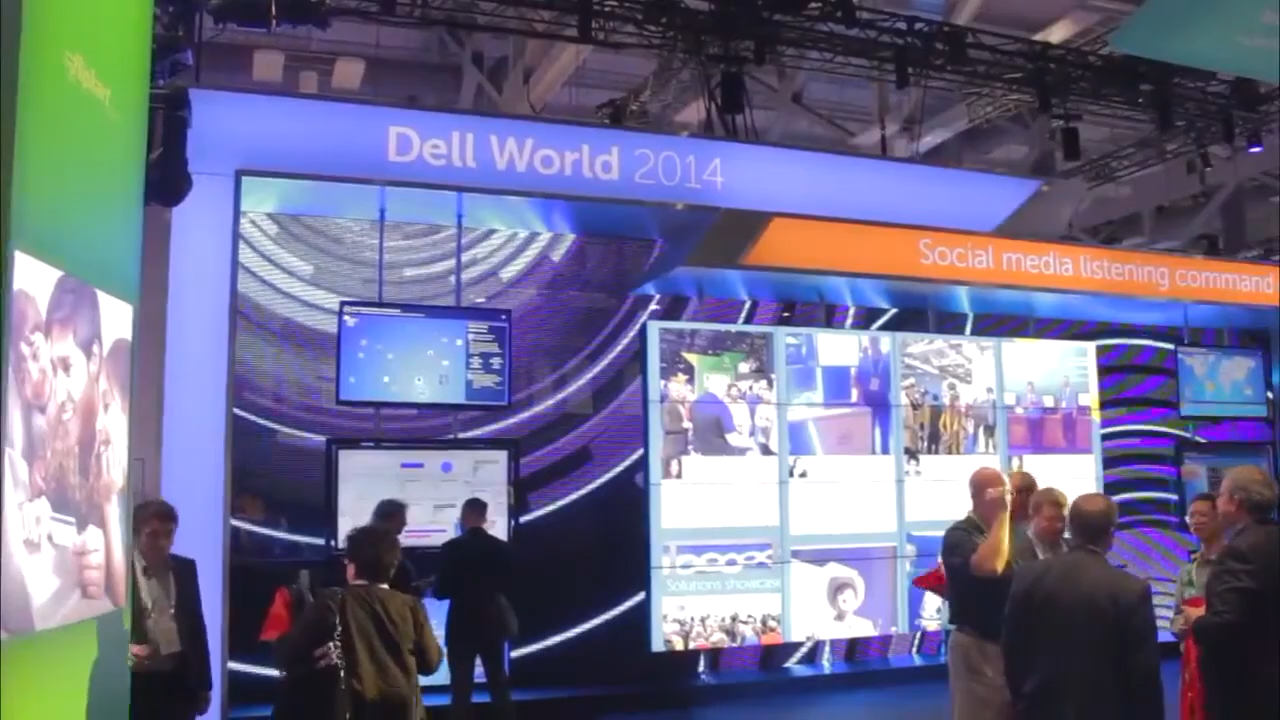 Dell World 2014
Social media listening command
Solutions showcase